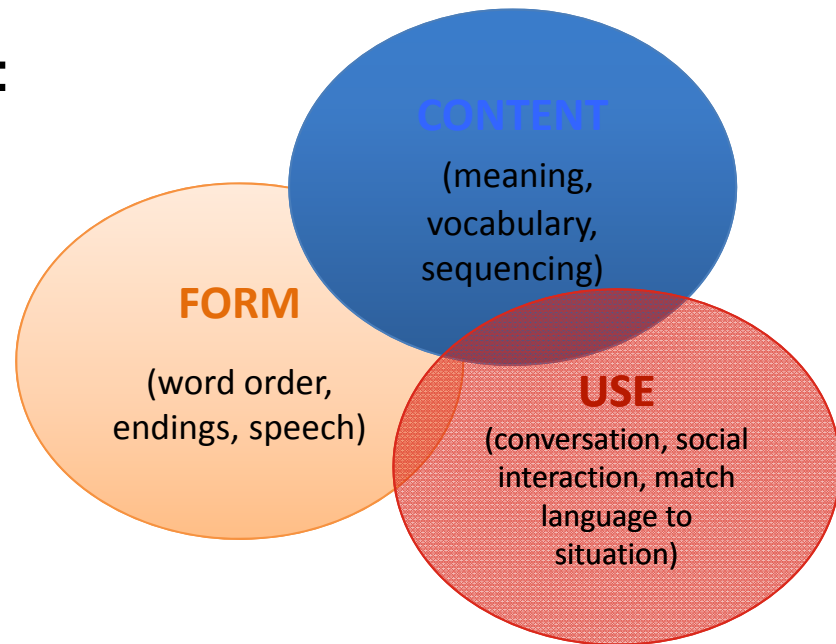 :
CONTENT
(meaning,
vocabulary,
sequencing)
FORM
(word order,
endings, speech)
USE
(conversation, social
interaction, match
language to
situation)